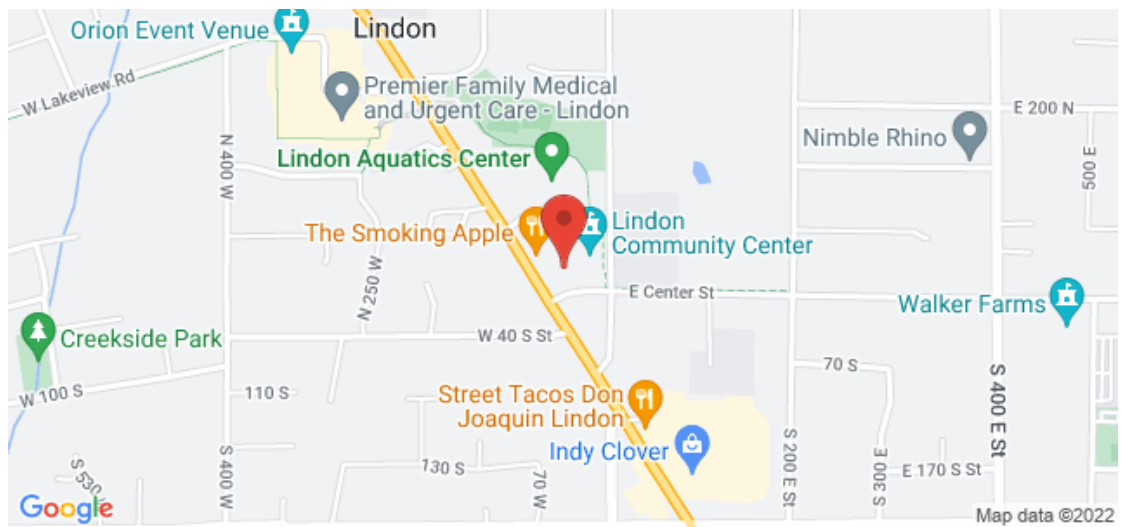 Orion Event Venue
Lindon
W Lakeview Rd
Premier Family Medical
and Urgent Care - Lindon
E 200 N
Nimble Rhino
N 400 W
Lindon Aquatics Center
500 E
The Smoking Apple
Lindon
Community Center
N 250 W
E Center St
Walker Farms
Creekside Park
W 40 S St
70 S
W 100 S
110 S
Street Tacos Don
Joaquin Lindon
S 400 E St
Indy Clover
S 400 W
130 S
70 W
S 200 E St
S 300 E
E 170 S St
S 530 W
Google
Map data ©2022